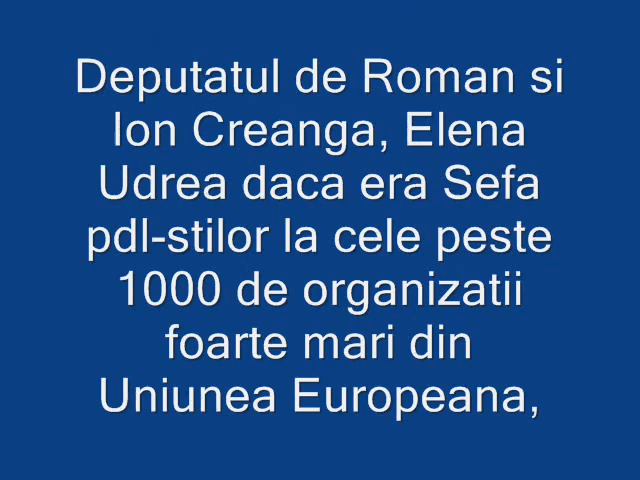 Deputatul de Roman si
Ion Creanga, Elena
Udrea daca era Sefa
pdl-stilor la cele peste
1000 de organizatii
foarte mari din
Uniunea Europeana,